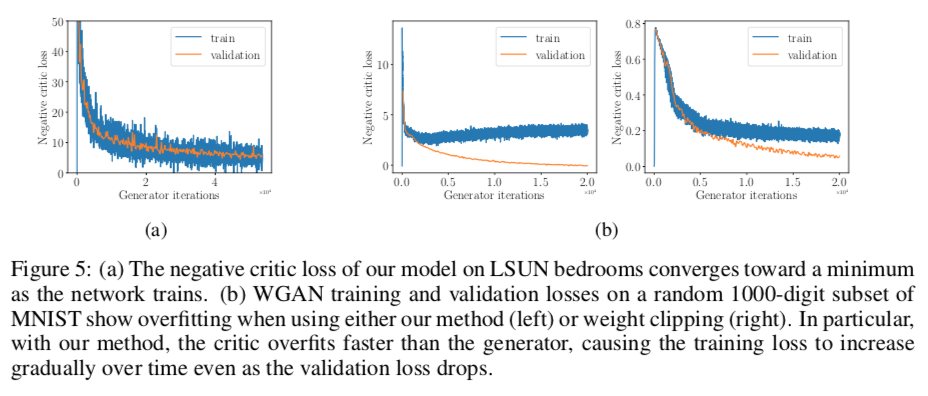 50
40
30
20
10
0
Negative critic loss
train
validation
0
2
4
×10⁴
Generator iterations
(a)
10
5
0
Negative critic loss
train
validation
0.0
0.5
1.0
1.5
2.0
×10⁴
Generator iterations
0.8
0.6
0.4
0.2
0.0
Negative critic loss
train
validation
0.0
0.5
1.0
1.5
2.0
×10⁴
Generator iterations
(b)
Figure 5: (a) The negative critic loss of our model on LSUN bedrooms converges toward a minimum
as the network trains. (b) WGAN training and validation losses on a random 1000-digit subset of
MNIST show overfitting when using either our method (left) or weight clipping (right). In particular,
with our method, the critic overfits faster than the generator, causing the training loss to increase
gradually over time even as the validation loss drops.